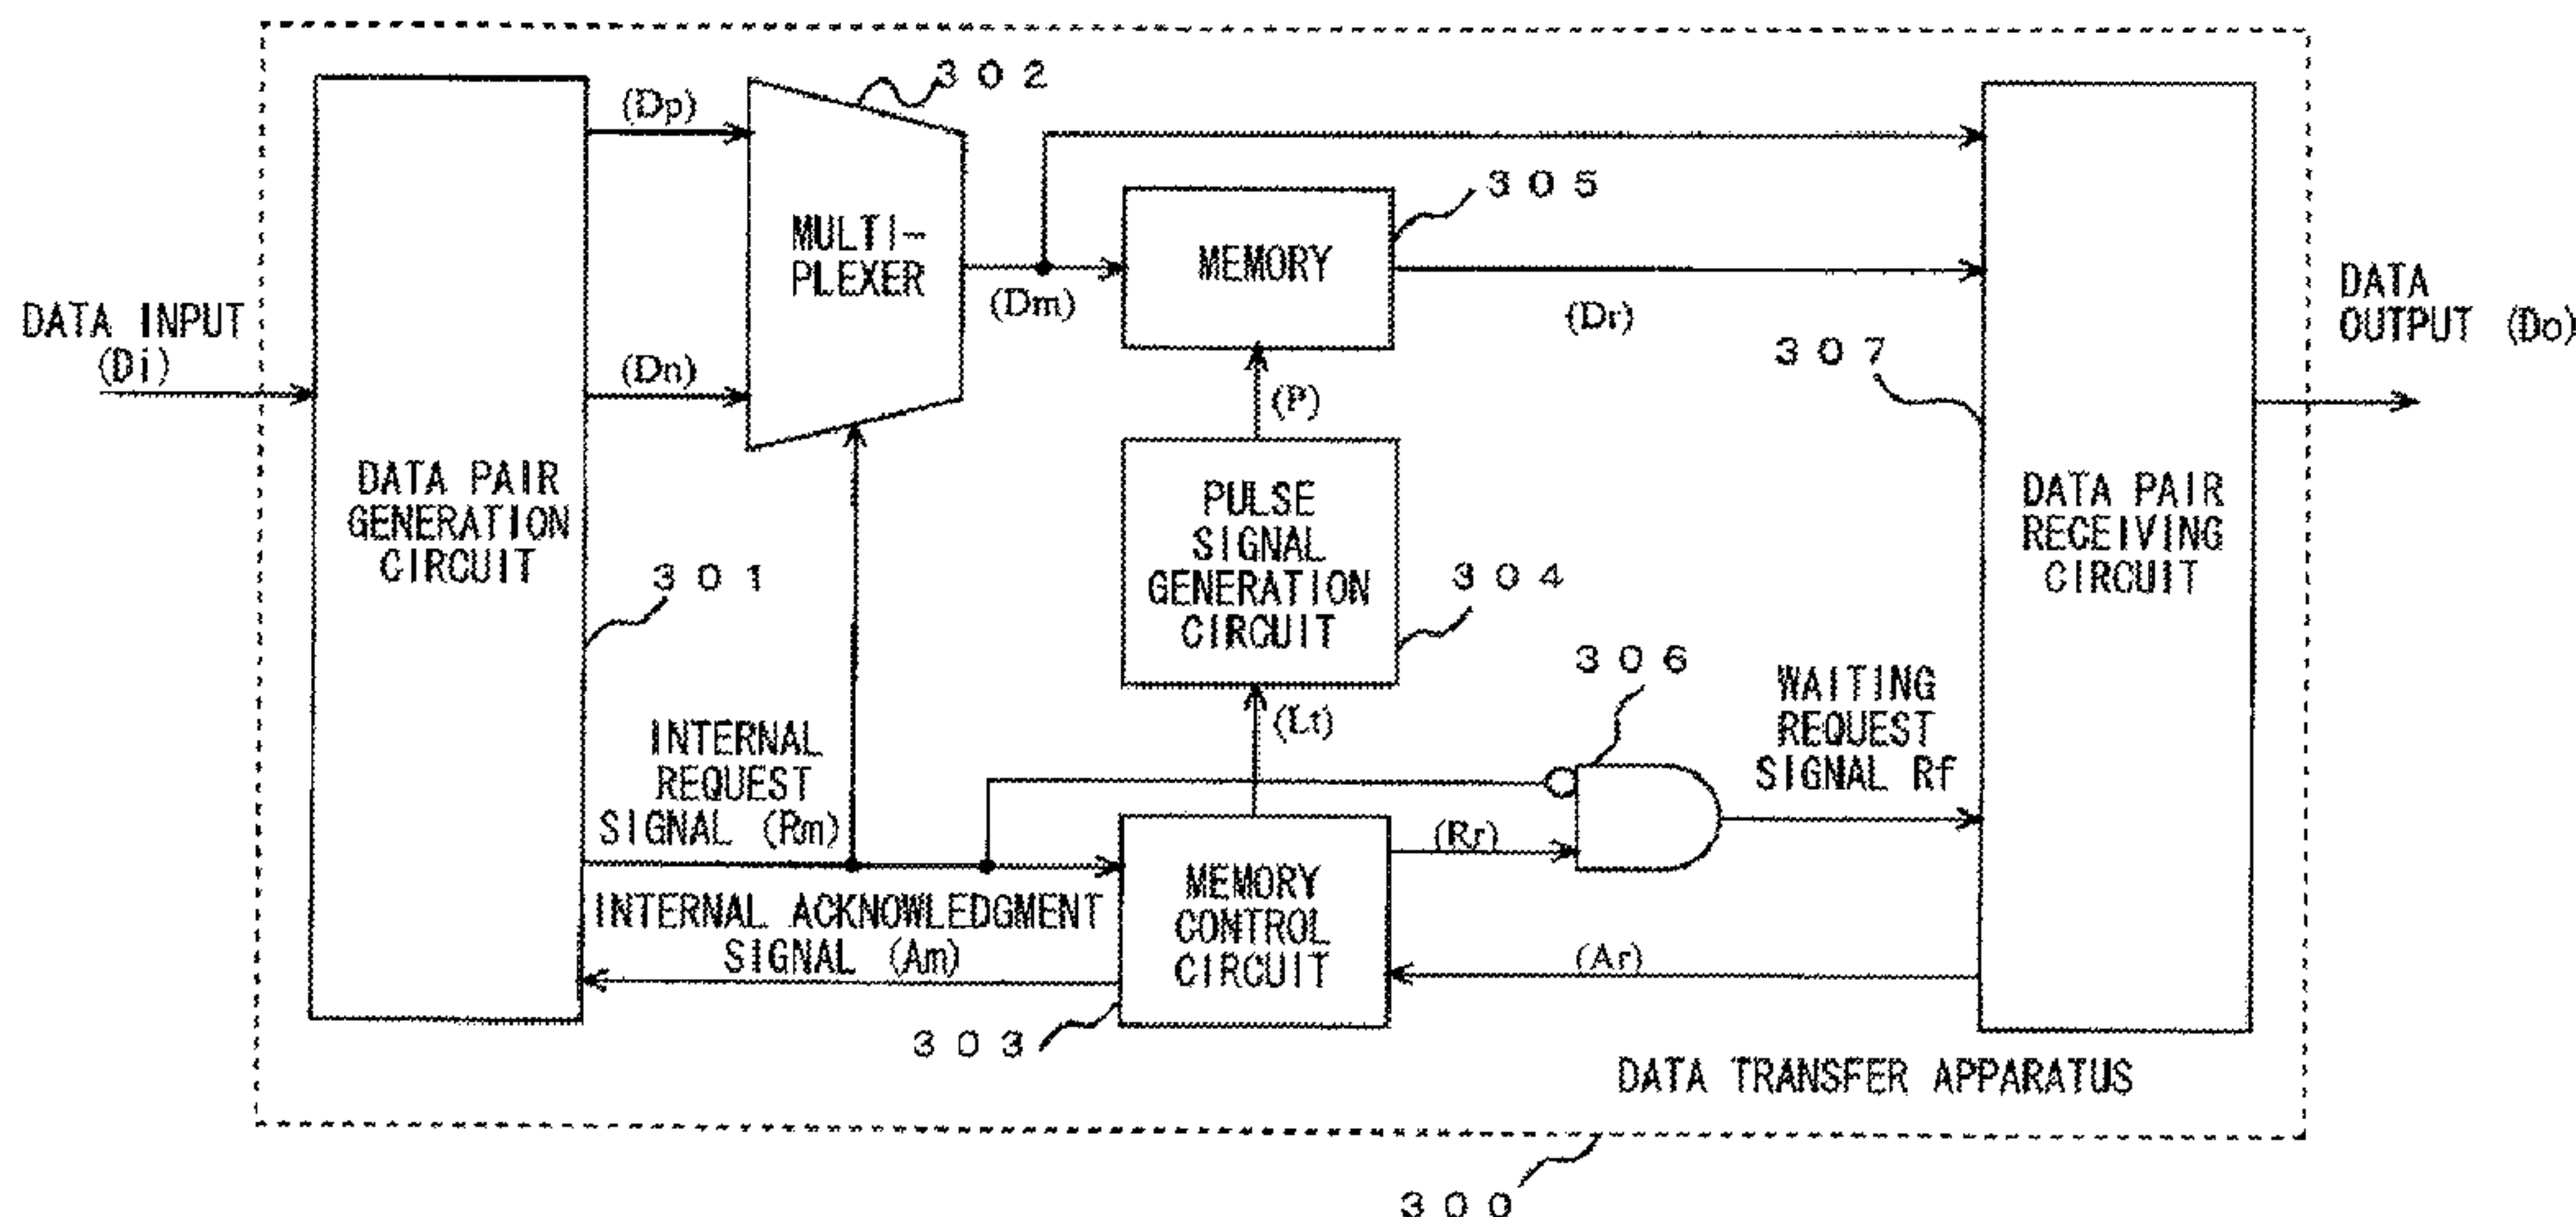 302
(Dp)
MULTI-
PLEXER
305
MEMORY
(Dm)
(Dr)
DATA INPUT
(Di)
(Dn)
DATA
OUTPUT (Do)
307
(P)
DATA PAIR
GENERATION
CIRCUIT
301
PULSE
SIGNAL
GENERATION
CIRCUIT
304
DATA PAIR
RECEIVING
CIRCUIT
306
WAITING
REQUEST
SIGNAL Rf
(Lt)
INTERNAL
REQUEST
SIGNAL (Rm)
(Rr)
MEMORY
CONTROL
CIRCUIT
INTERNAL ACKNOWLEDGMENT
SIGNAL (Am)
(Ar)
303
DATA TRANSFER APPARATUS
300